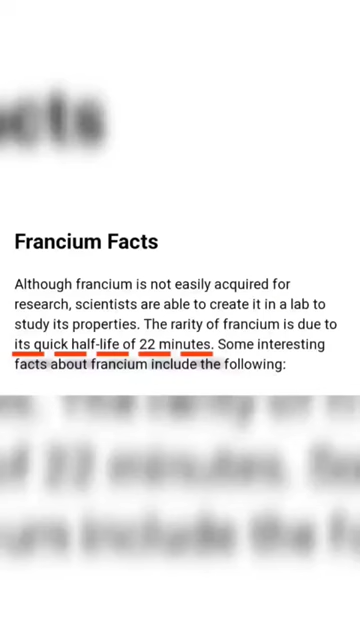 Francium Facts
Although francium is not easily acquired for
research, scientists are able to create it in a lab to
study its properties. The rarity of francium is due to
its quick half-life of 22 minutes. Some interesting
facts about francium include the following: